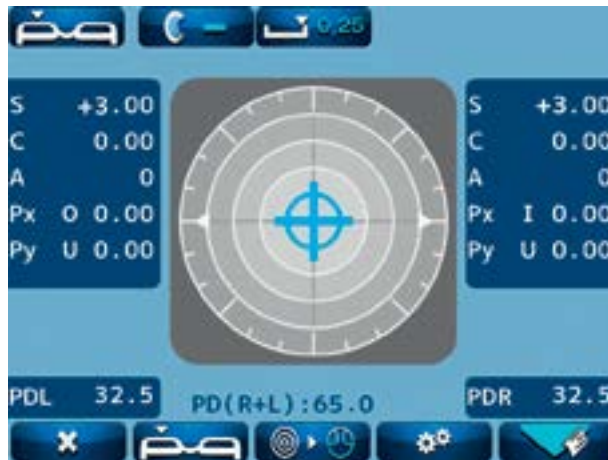 0,25
S +3.00
C 0.00
A 0
Px O 0.00
Py U 0.00
S +3.00
C 0.00
A 0
Px I 0.00
Py U 0.00
PDL 32.5
PD(R+L):65.0
PDR 32.5